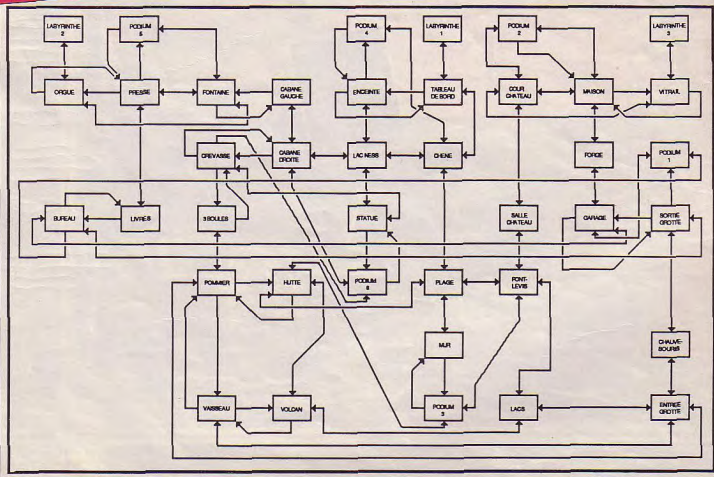 LABYRINTHE
2
PODIUM
5
PODIUM
4
LABYRINTHE
1
PODIUM
2
LABYRINTHE
3
ORGUE
PRESSE
FONTAINE
CABANE
GAUCHE
ENCEINTE
TABLEAU
DE BORD
COUR
CHATEAU
MAISON
VITRAIL
CREVASSE
CABANE
DROITE
LAC NESS
CHENE
FORGE
PODIUM
1
BUREAU
LIVRES
3 BOULES
STATUE
SALLE
CHATEAU
GARAGE
SORTIE
GROTTE
POMMIER
HUTTE
PODIUM
6
PLAGE
PONT-
LEVIS
MUR
CHAUVE-
SOURIS
VAISSEAU
VOLCAN
PODIUM
3
LACS
ENTREE
GROTTE